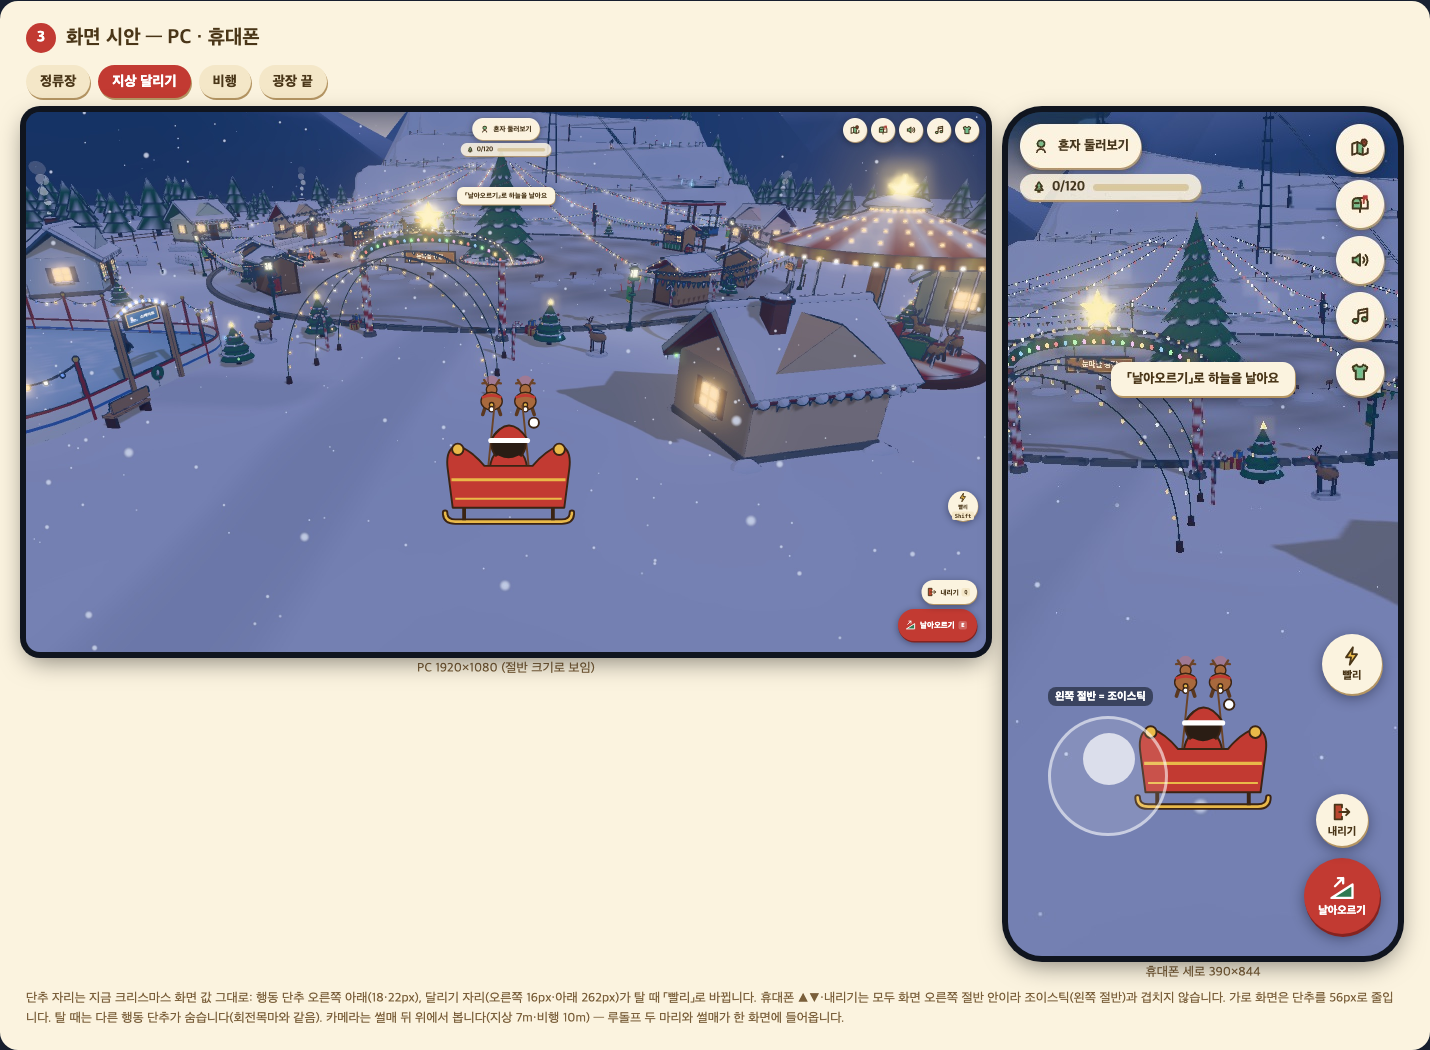 3 화면 시안 — PC · 휴대폰
정류장 지상 달리기 비행 광장 끝
혼자 둘러보기
0/120
「날아오르기」로 하늘을 날아요
빨리
Shift
내리기
날아오르기 E
PC 1920×1080 (절반 크기로 보임)
혼자 둘러보기
0/120
「날아오르기」로 하늘을 날아요
왼쪽 절반 = 조이스틱
빨리
내리기
날아오르기
휴대폰 세로 390×844
단추 자리는 지금 크리스마스 화면 값 그대로: 행동 단추 오른쪽 아래(18·22px), 달리기 자리(오른쪽 16px·아래 262px)가 탈 때 「빨리」로 바뀝니다. 휴대폰 ▲▼·내리기는 모두 화면 오른쪽 절반 안이라 조이스틱(왼쪽 절반)과 겹치지 않습니다. 가로 화면은 단추를 56px로 줄입
니다. 탈 때는 다른 행동 단추가 숨습니다(회전목마와 같음). 카메라는 썰매 뒤 위에서 봅니다(지상 7m·비행 10m) — 루돌프 두 마리와 썰매가 한 화면에 들어옵니다.